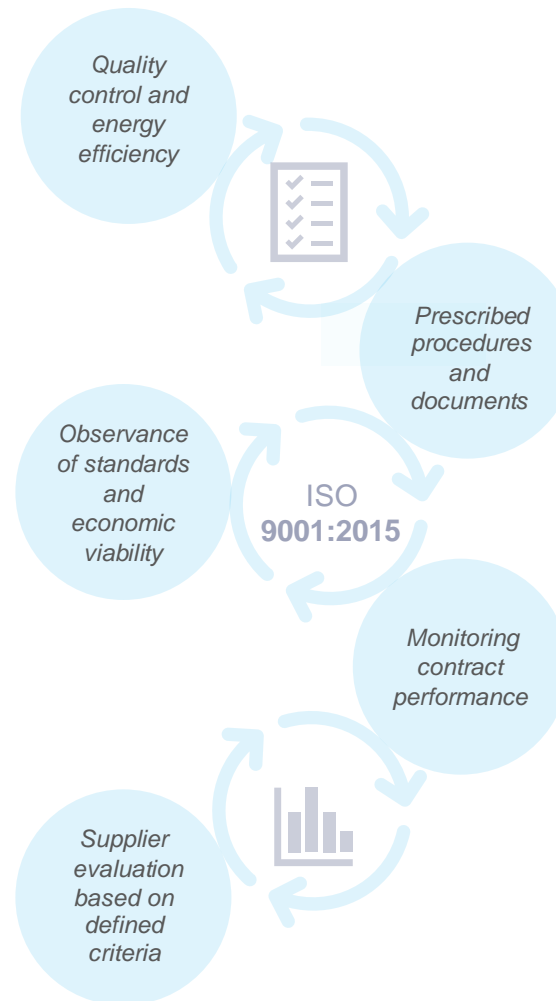 Quality
control and
energy
efficiency
Prescribed
procedures
and
documents
Observance
of standards
and
economic
viability
ISO
9001:2015
Monitoring
contract
performance
Supplier
evaluation
based on
defined
criteria